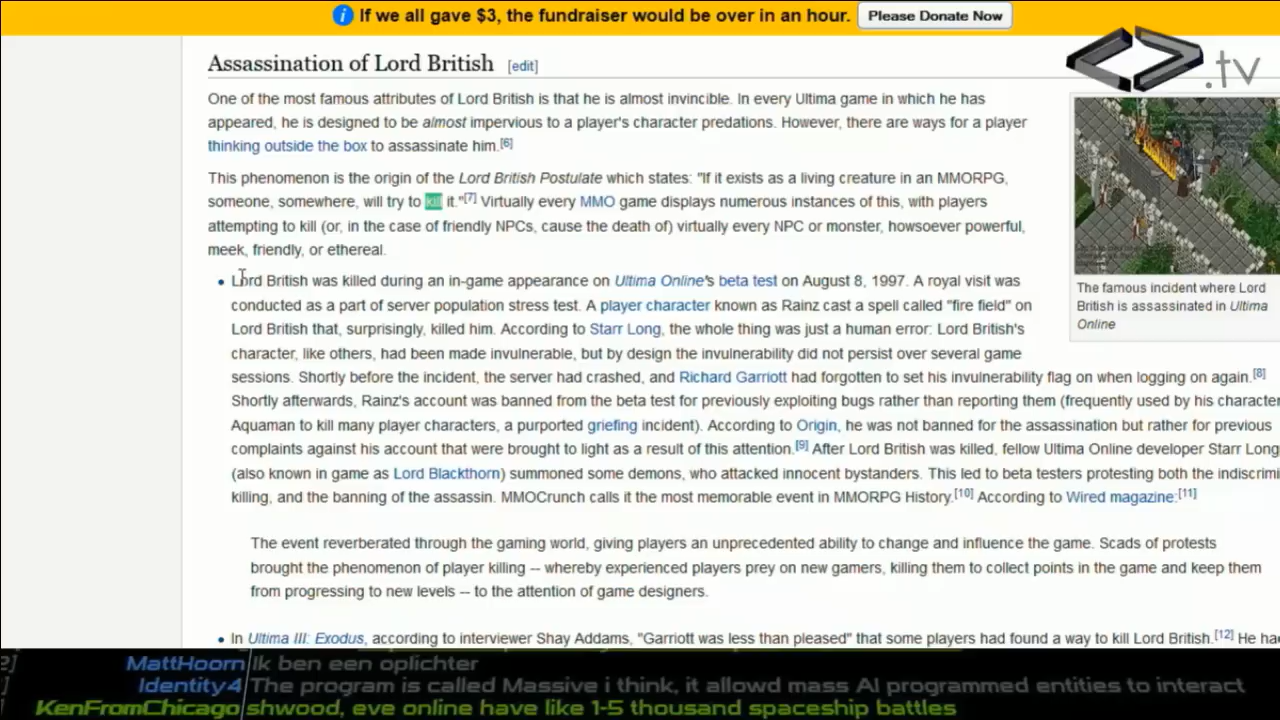 If we all gave $3, the fundraiser would be over in an hour. Please Donate Now
.tv
Assassination of Lord British [edit]
One of the most famous attributes of Lord British is that he is almost invincible. In every Ultima game in which he has
appeared, he is designed to be almost impervious to a player's character predations. However, there are ways for a player
thinking outside the box to assassinate him.[6]
This phenomenon is the origin of the Lord British Postulate which states: "If it exists as a living creature in an MMORPG,
someone, somewhere, will try to kill it."[7] Virtually every MMO game displays numerous instances of this, with players
attempting to kill (or, in the case of friendly NPCs, cause the death of) virtually every NPC or monster, howsoever powerful,
meek, friendly, or ethereal.
The famous incident where Lord
British is assassinated in Ultima
Online
• Lord British was killed during an in-game appearance on Ultima Online's beta test on August 8, 1997. A royal visit was
conducted as a part of server population stress test. A player character known as Rainz cast a spell called "fire field" on
Lord British that, surprisingly, killed him. According to Starr Long, the whole thing was just a human error: Lord British's
character, like others, had been made invulnerable, but by design the invulnerability did not persist over several game
sessions. Shortly before the incident, the server had crashed, and Richard Garriott had forgotten to set his invulnerability flag on when logging on again.[8]
Shortly afterwards, Rainz's account was banned from the beta test for previously exploiting bugs rather than reporting them (frequently used by his character
Aquaman to kill many player characters, a purported griefing incident). According to Origin, he was not banned for the assassination but rather for previous
complaints against his account that were brought to light as a result of this attention.[9] After Lord British was killed, fellow Ultima Online developer Starr Long
(also known in game as Lord Blackthorn) summoned some demons, who attacked innocent bystanders. This led to beta testers protesting both the indiscrimi
killing, and the banning of the assassin. MMOCrunch calls it the most memorable event in MMORPG History.[10] According to Wired magazine:[11]
The event reverberated through the gaming world, giving players an unprecedented ability to change and influence the game. Scads of protests
brought the phenomenon of player killing -- whereby experienced players prey on new gamers, killing them to collect points in the game and keep them
from progressing to new levels -- to the attention of game designers.
• In Ultima III: Exodus, according to interviewer Shay Addams, "Garriott was less than pleased" that some players had found a way to kill Lord British.[12] He ha
MattHoorn Ik ben een oplichter
Identity4 The program is called Massive i think, it allowd mass AI programmed entities to interact
KenFromChicago shwood, eve online have like 1-5 thousand spaceship battles